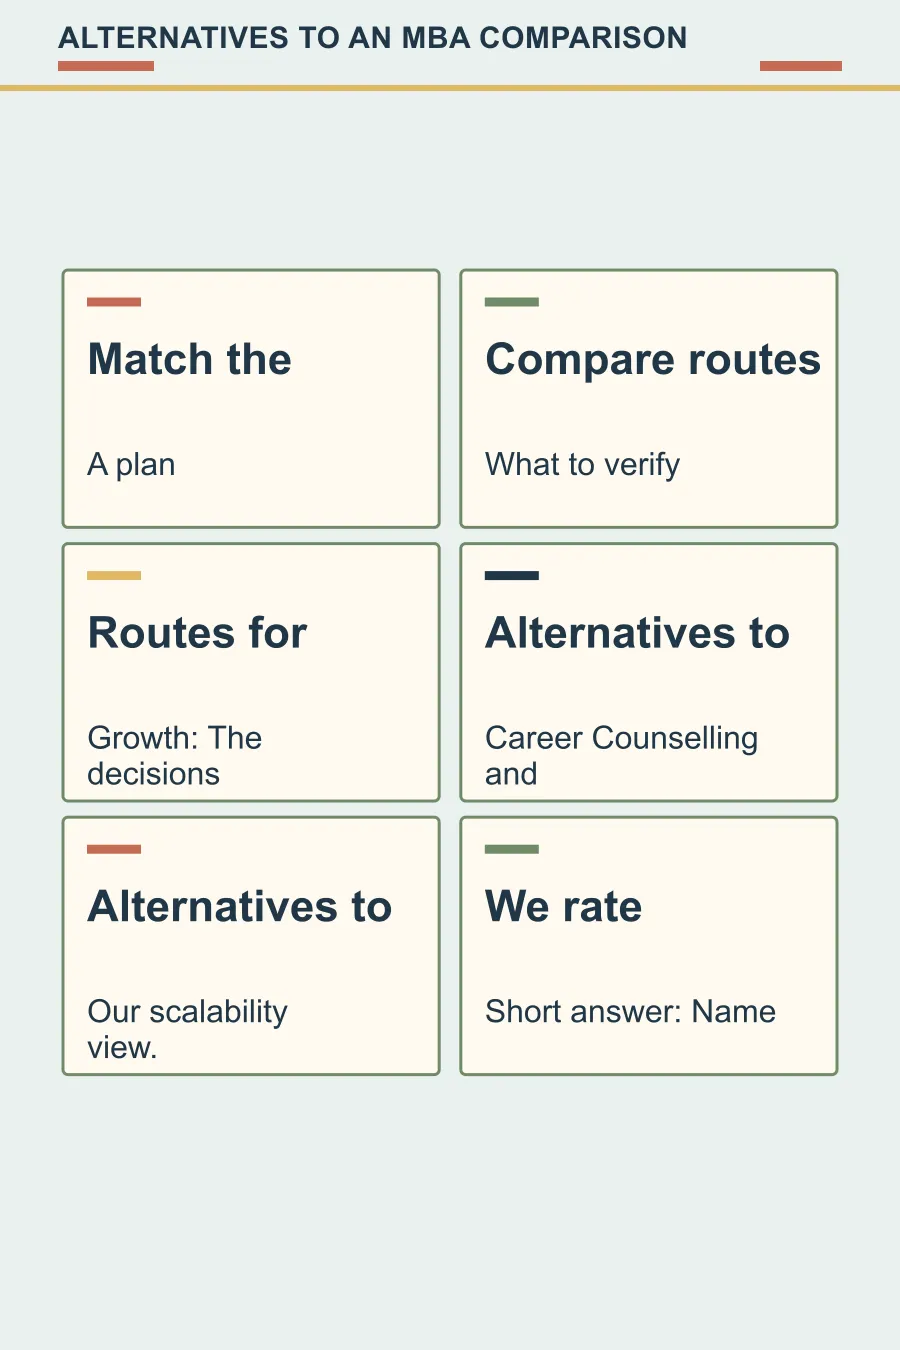 ALTERNATIVES TO AN MBA COMPARISON
Match the
A plan
Compare routes
What to verify
Routes for
Growth: The
decisions
Alternatives to
Career Counselling
and
Alternatives to
Our scalability
view.
We rate
Short answer: Name